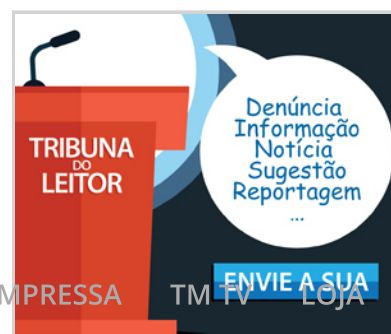 TRIBUNA
DO
LEITOR
Denúncia
Informação
Notícia
Sugestão
Reportagem
...
ENVIE A SUA
MPRESSA TM TV LOJA